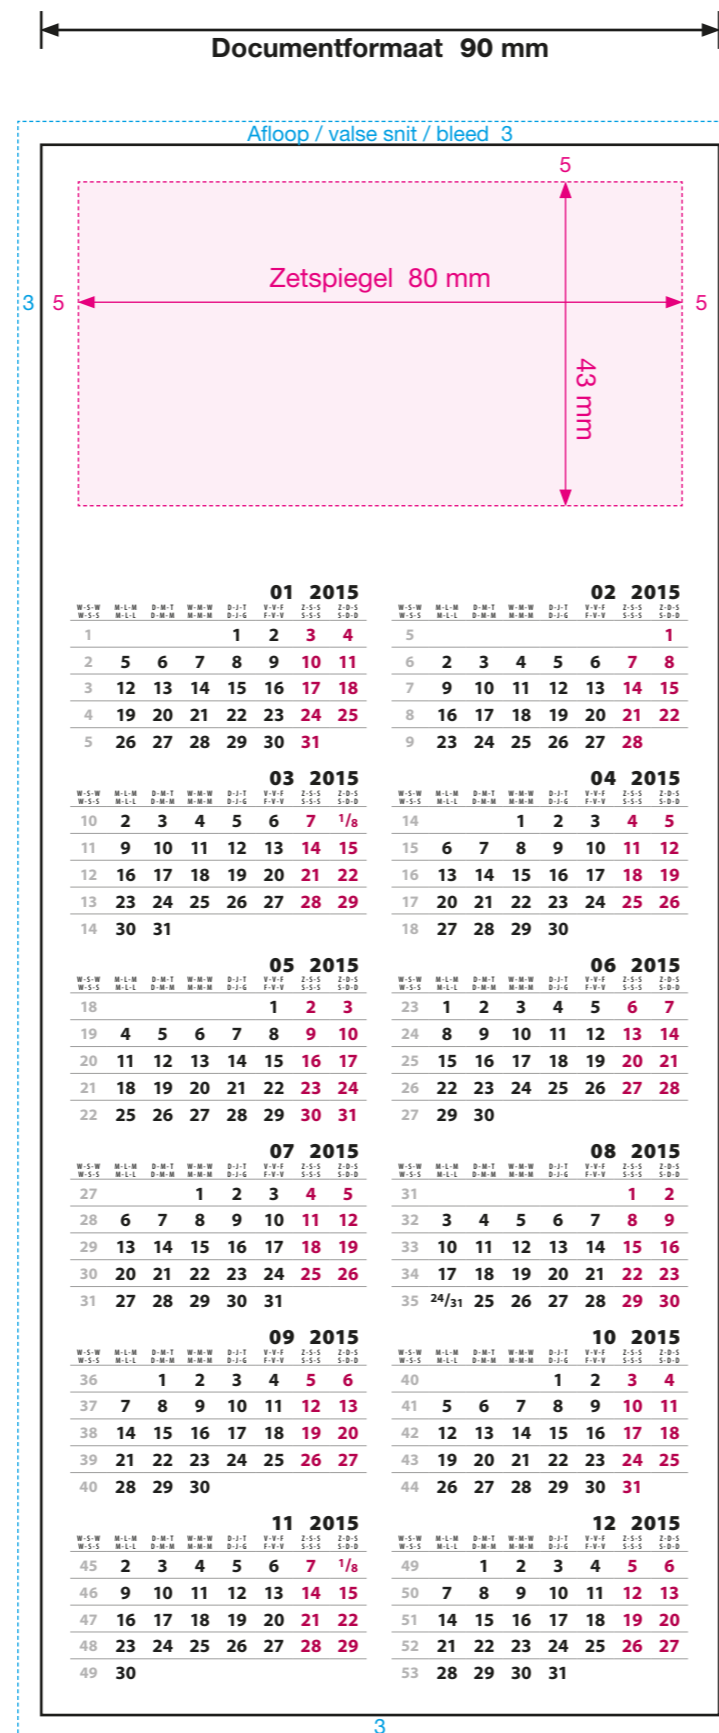 Documentformaat 90 mm
Afloop / valse snit / bleed 3
5
Zetspiegel 80 mm
3 5
5
43 mm
01 2015
W-S-W M-L-M D-M-T W-M-W D-J-T V-V-F Z-S-S Z-D-S
W-S-S M-L-L D-M-M M-M-M D-J-G F-V-V S-S-S S-D-D
1 1 2 3 4
2 5 6 7 8 9 10 11
3 12 13 14 15 16 17 18
4 19 20 21 22 23 24 25
5 26 27 28 29 30 31
02 2015
W-S-W M-L-M D-M-T W-M-W D-J-T V-V-F Z-S-S Z-D-S
W-S-S M-L-L D-M-M M-M-M D-J-G F-V-V S-S-S S-D-D
5 1
6 2 3 4 5 6 7 8
7 9 10 11 12 13 14 15
8 16 17 18 19 20 21 22
9 23 24 25 26 27 28
03 2015
W-S-W M-L-M D-M-T W-M-W D-J-T V-V-F Z-S-S Z-D-S
W-S-S M-L-L D-M-M M-M-M D-J-G F-V-V S-S-S S-D-D
10 2 3 4 5 6 7 1/8
11 9 10 11 12 13 14 15
12 16 17 18 19 20 21 22
13 23 24 25 26 27 28 29
14 30 31
04 2015
W-S-W M-L-M D-M-T W-M-W D-J-T V-V-F Z-S-S Z-D-S
W-S-S M-L-L D-M-M M-M-M D-J-G F-V-V S-S-S S-D-D
14 1 2 3 4 5
15 6 7 8 9 10 11 12
16 13 14 15 16 17 18 19
17 20 21 22 23 24 25 26
18 27 28 29 30
05 2015
W-S-W M-L-M D-M-T W-M-W D-J-T V-V-F Z-S-S Z-D-S
W-S-S M-L-L D-M-M M-M-M D-J-G F-V-V S-S-S S-D-D
18 1 2 3
19 4 5 6 7 8 9 10
20 11 12 13 14 15 16 17
21 18 19 20 21 22 23 24
22 25 26 27 28 29 30 31
06 2015
W-S-W M-L-M D-M-T W-M-W D-J-T V-V-F Z-S-S Z-D-S
W-S-S M-L-L D-M-M M-M-M D-J-G F-V-V S-S-S S-D-D
23 1 2 3 4 5 6 7
24 8 9 10 11 12 13 14
25 15 16 17 18 19 20 21
26 22 23 24 25 26 27 28
27 29 30
07 2015
W-S-W M-L-M D-M-T W-M-W D-J-T V-V-F Z-S-S Z-D-S
W-S-S M-L-L D-M-M M-M-M D-J-G F-V-V S-S-S S-D-D
27 1 2 3 4 5
28 6 7 8 9 10 11 12
29 13 14 15 16 17 18 19
30 20 21 22 23 24 25 26
31 27 28 29 30 31
08 2015
W-S-W M-L-M D-M-T W-M-W D-J-T V-V-F Z-S-S Z-D-S
W-S-S M-L-L D-M-M M-M-M D-J-G F-V-V S-S-S S-D-D
31 1 2
32 3 4 5 6 7 8 9
33 10 11 12 13 14 15 16
34 17 18 19 20 21 22 23
35 24/31 25 26 27 28 29 30
09 2015
W-S-W M-L-M D-M-T W-M-W D-J-T V-V-F Z-S-S Z-D-S
W-S-S M-L-L D-M-M M-M-M D-J-G F-V-V S-S-S S-D-D
36 1 2 3 4 5 6
37 7 8 9 10 11 12 13
38 14 15 16 17 18 19 20
39 21 22 23 24 25 26 27
40 28 29 30
10 2015
W-S-W M-L-M D-M-T W-M-W D-J-T V-V-F Z-S-S Z-D-S
W-S-S M-L-L D-M-M M-M-M D-J-G F-V-V S-S-S S-D-D
40 1 2 3 4
41 5 6 7 8 9 10 11
42 12 13 14 15 16 17 18
43 19 20 21 22 23 24 25
44 26 27 28 29 30 31
11 2015
W-S-W M-L-M D-M-T W-M-W D-J-T V-V-F Z-S-S Z-D-S
W-S-S M-L-L D-M-M M-M-M D-J-G F-V-V S-S-S S-D-D
45 2 3 4 5 6 7 1/8
46 9 10 11 12 13 14 15
47 16 17 18 19 20 21 22
48 23 24 25 26 27 28 29
49 30
12 2015
W-S-W M-L-M D-M-T W-M-W D-J-T V-V-F Z-S-S Z-D-S
W-S-S M-L-L D-M-M M-M-M D-J-G F-V-V S-S-S S-D-D
49 1 2 3 4 5 6
50 7 8 9 10 11 12 13
51 14 15 16 17 18 19 20
52 21 22 23 24 25 26 27
53 28 29 30 31
3